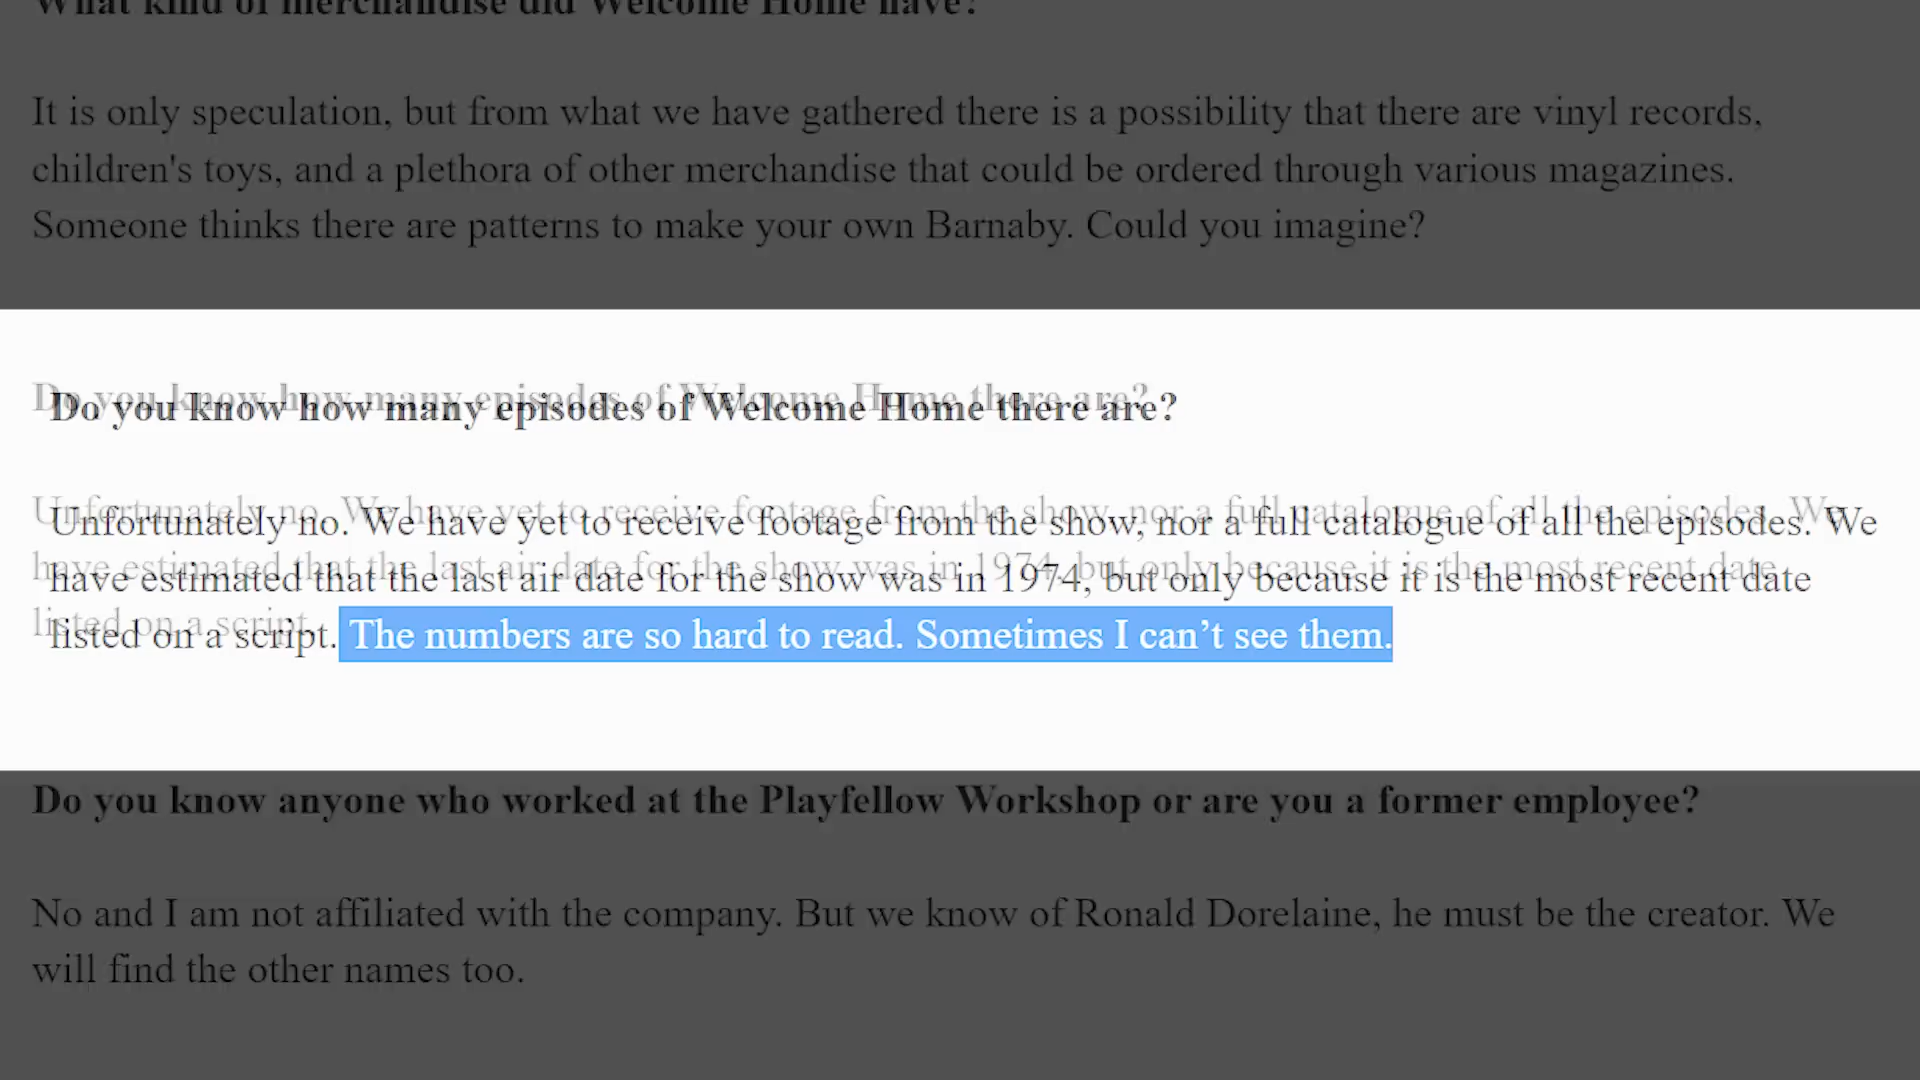 What kind of merchandise did Welcome Home have?
It is only speculation, but from what we have gathered there is a possibility that there are vinyl records,
children's toys, and a plethora of other merchandise that could be ordered through various magazines.
Someone thinks there are patterns to make your own Barnaby. Could you imagine?
Do you know how many episodes of Welcome Home there are?
Unfortunately no. We have yet to receive footage from the show, nor a full catalogue of all the episodes. We
have estimated that the last air date for the show was in 1974, but only because it is the most recent date
listed on a script. The numbers are so hard to read. Sometimes I can’t see them.
Do you know anyone who worked at the Playfellow Workshop or are you a former employee?
No and I am not affiliated with the company. But we know of Ronald Dorelaine, he must be the creator. We
will find the other names too.